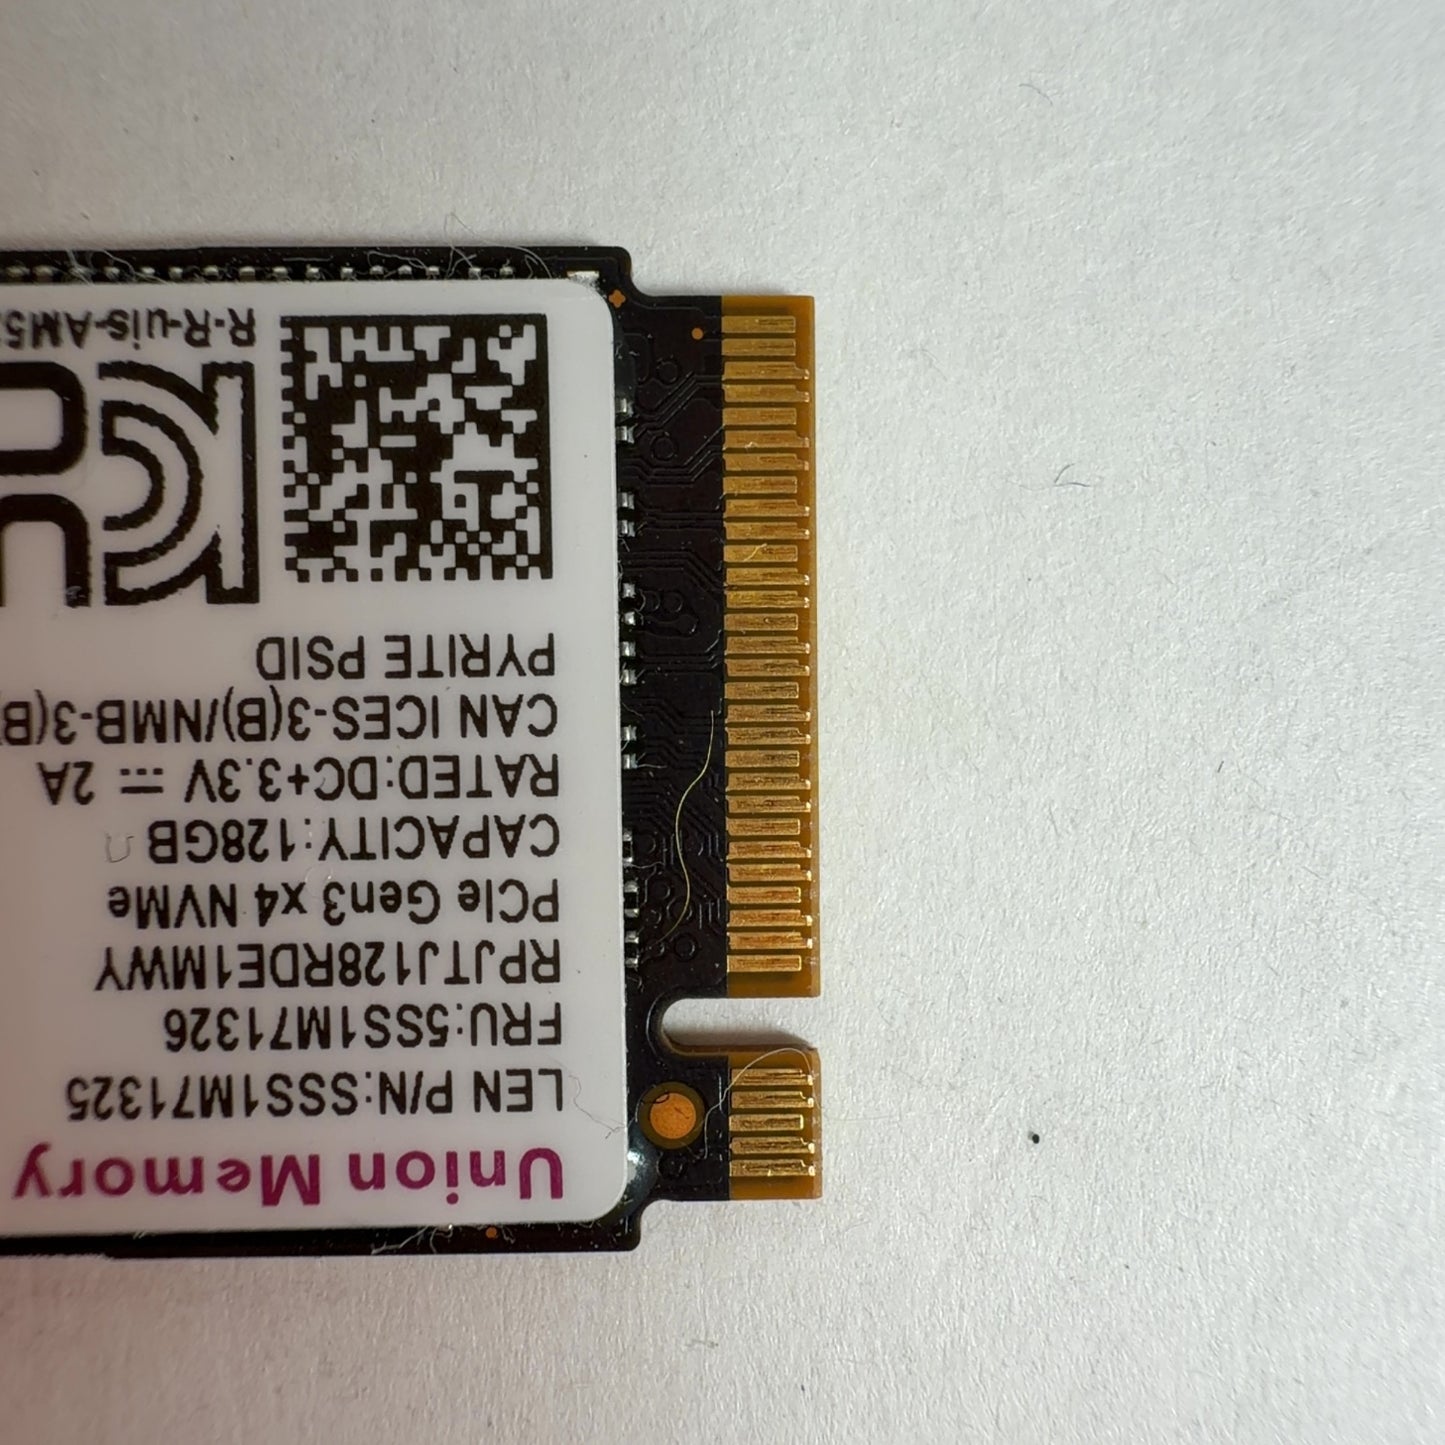 Union Memory
LEN P/N:SSS1M71325
FRU:5SS1M71326
RPJTJ128RDE1MWY
PCIe Gen3 x4 NVMe
CAPACITY:128GB
RATED:DC+3.3V ⎓ 2A
CAN ICES-3(B)/NMB-3(B)
PYRITE PSID
R-R-uis-AM5